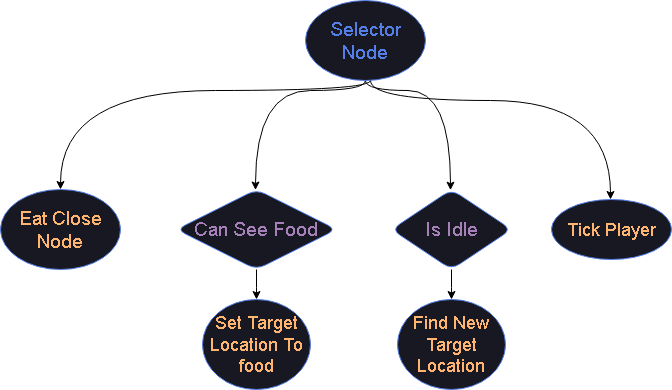 Selector
Node
Eat Close
Node
Can See Food
Is Idle
Tick Player
Set Target
Location To
food
Find New
Target
Location